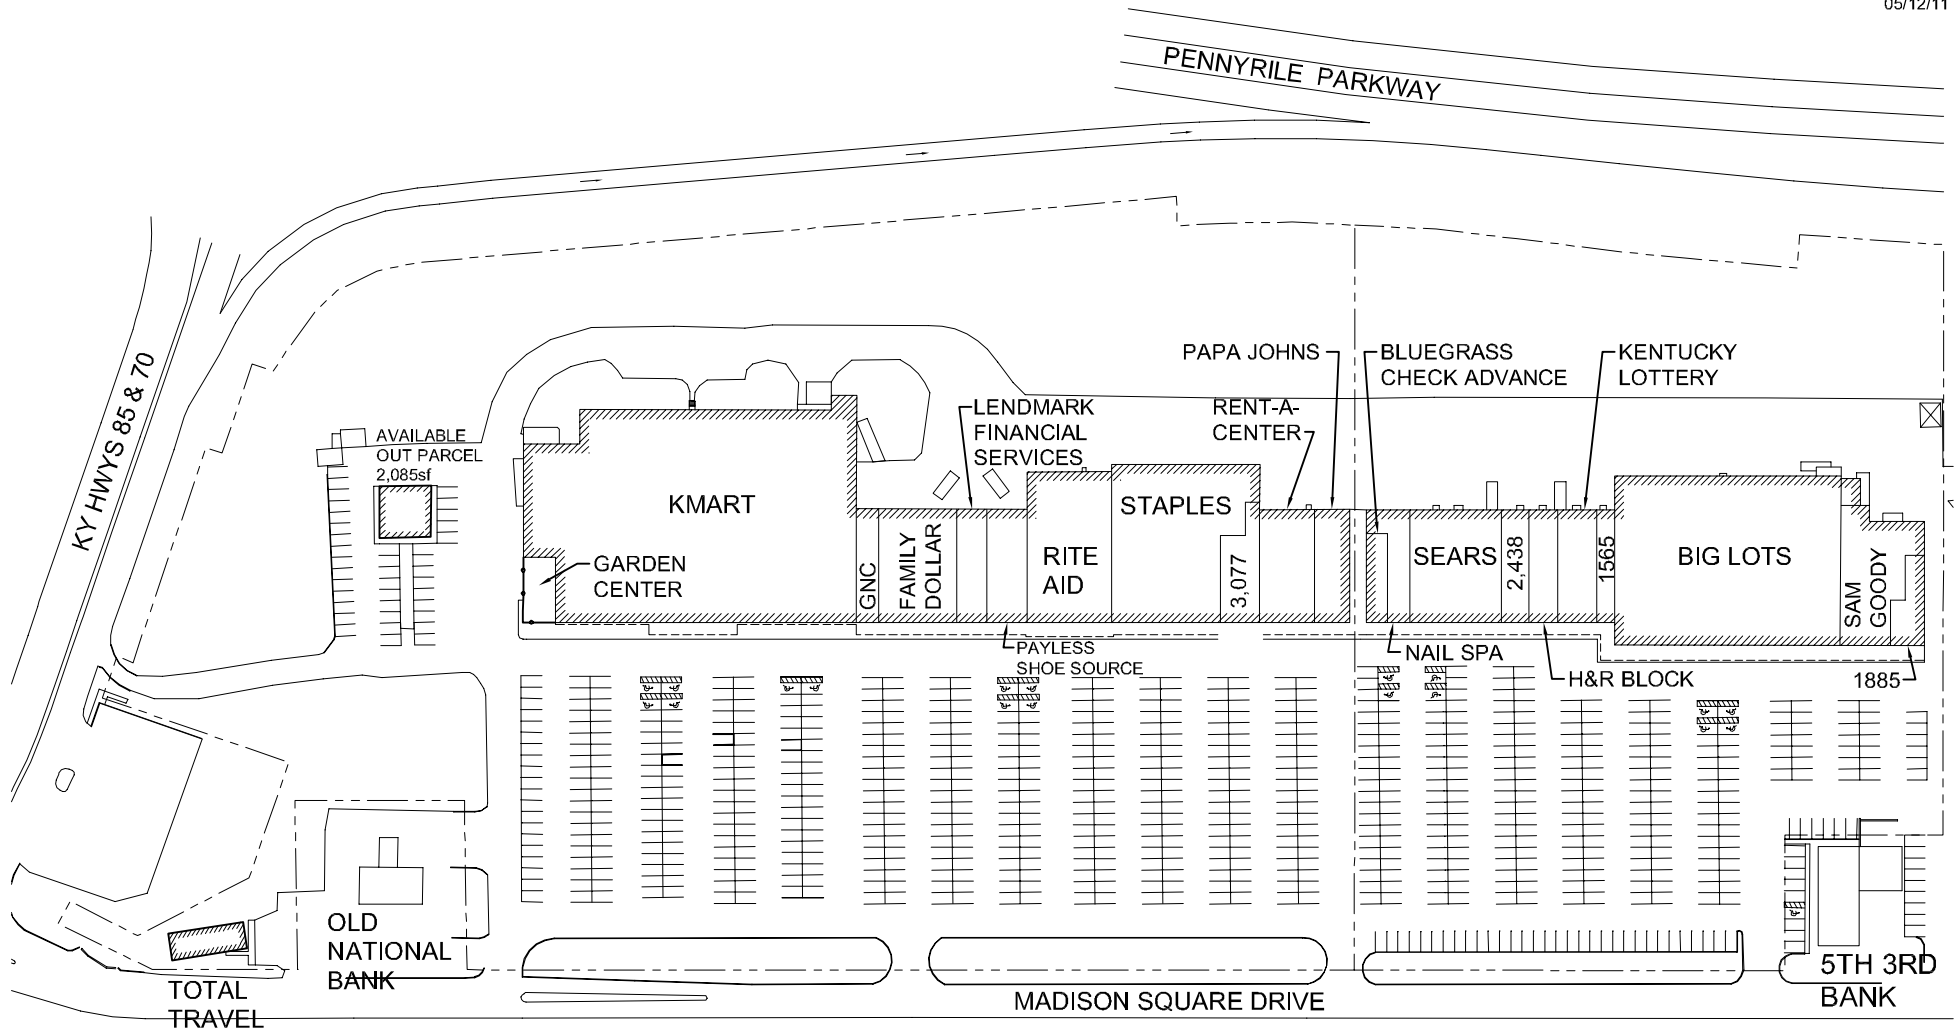 05/12/11
PENNYRILE PARKWAY
KY HWYS 85 & 70
PAPA JOHNS
BLUEGRASS
CHECK ADVANCE
KENTUCKY
LOTTERY
LENDMARK
FINANCIAL
SERVICES
RENT-A-
CENTER
AVAILABLE
OUT PARCEL
2,085sf
KMART
STAPLES
GARDEN
CENTER
GNC
FAMILY
DOLLAR
RITE
AID
3,077
SEARS
2,438
1565
BIG LOTS
SAM
GOODY
PAYLESS
SHOE SOURCE
NAIL SPA
H&R BLOCK
1885
OLD
NATIONAL
BANK
TOTAL
TRAVEL
MADISON SQUARE DRIVE
5TH 3RD
BANK